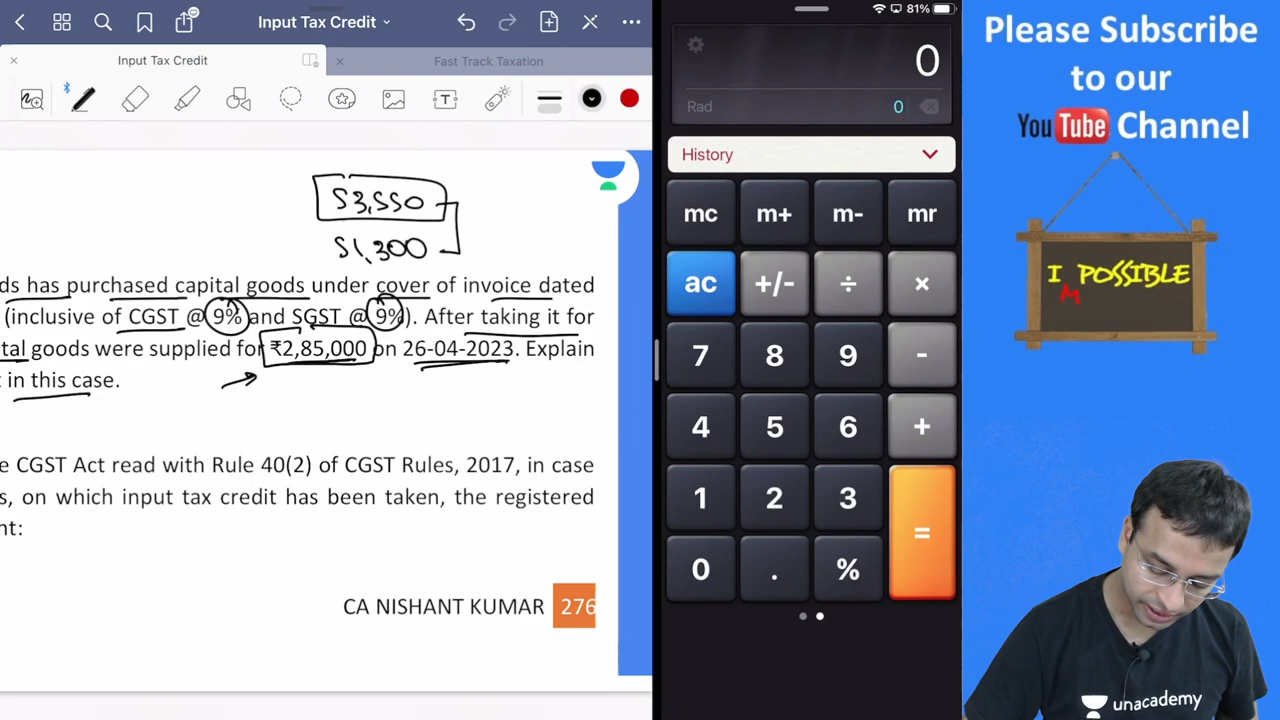 Input Tax Credit
81%
Input Tax Credit
Fast Track Taxation
T
53,550
51,300
ds has purchased capital goods under cover of invoice dated
(inclusive of CGST @ 9% and SGST @ 9%). After taking it for
tal goods were supplied for ₹2,85,000 on 26-04-2023. Explain
t in this case.
e CGST Act read with Rule 40(2) of CGST Rules, 2017, in case
s, on which input tax credit has been taken, the registered
nt:
CA NISHANT KUMAR 276
0
Rad 0
History
mc m+ m- mr
ac +/- ÷ ×
7 8 9 -
4 5 6 +
1 2 3
0 . % =
Please Subscribe
to our
YouTube Channel
I POSSIBLE
M
unacademy